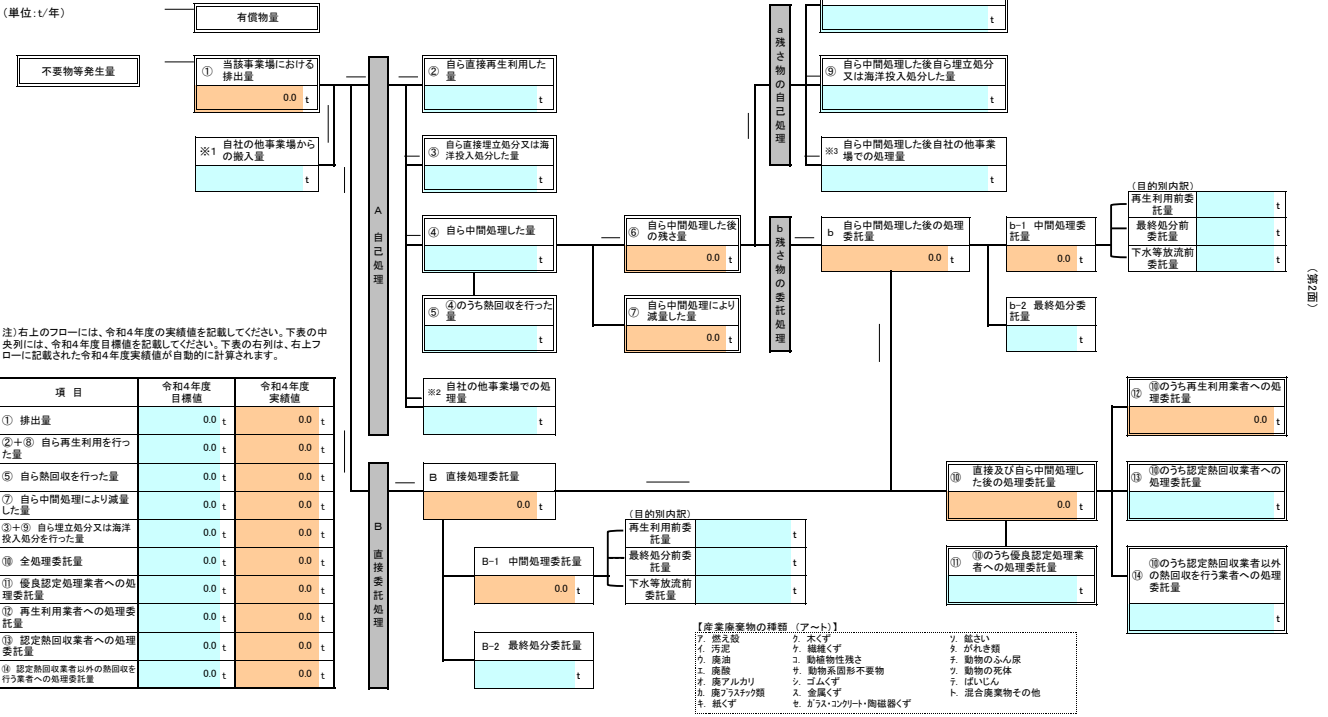 (単位:t/年)
有償物量
不要物等発生量
① 当該事業場における
排出量
0.0 t
※1 自社の他事業場から
の搬入量
t
A 自己処理
② 自ら直接再生利用した
量
t
③ 自ら直接埋立処分又は海
洋投入処分した量
t
④ 自ら中間処理した量
t
⑤ ④のうち熱回収を行った
量
t
※2 自社の他事業場での処
理量
t
⑥ 自ら中間処理した後
の残さ量
0.0 t
⑦ 自ら中間処理により
減量した量
t
a 残さ物の自己処理
t
⑨ 自ら中間処理した後自ら埋立処分
又は海洋投入処分した量
t
※3 自ら中間処理した後自社の他事業
場での処理量
t
b 残さ物の委託処理
b 自ら中間処理した後の処理
委託量
0.0 t
b-1 中間処理委
託量
0.0 t
b-2 最終処分委
託量
t
(目的別内訳)
再生利用前委
託量
t
最終処分前
委託量
t
下水等放流前
委託量
t
(第2面)
注)右上のフローには、令和4年度の実績値を記載してください。下表の中
央列には、令和4年度目標値を記載してください。下表の右列は、右上フ
ローに記載された令和4年度実績値が自動的に計算されます。
項 目
令和4年度
目標値
令和4年度
実績値
① 排出量
0.0 t 0.0 t
②+⑧ 自ら再生利用を行っ
た量
0.0 t 0.0 t
⑤ 自ら熱回収を行った量
0.0 t 0.0 t
⑦ 自ら中間処理により減量
した量
0.0 t 0.0 t
③+⑨ 自ら埋立処分又は海洋
投入処分を行った量
0.0 t 0.0 t
⑩ 全処理委託量
0.0 t 0.0 t
⑪ 優良認定処理業者への処
理委託量
0.0 t 0.0 t
⑫ 再生利用業者への処理委
託量
0.0 t 0.0 t
⑬ 認定熱回収業者への処理
委託量
0.0 t 0.0 t
⑭ 認定熱回収業者以外の熱回収を
行う業者への処理委託量
0.0 t 0.0 t
B 直接委託処理
B 直接処理委託量
0.0 t
B-1 中間処理委託量
0.0 t
B-2 最終処分委託量
t
(目的別内訳)
再生利用前委
託量
t
最終処分前委
託量
t
下水等放流前
委託量
t
⑩ 直接及び自ら中間処理し
た後の処理委託量
0.0 t
⑪ ⑩のうち優良認定処理業
者への処理委託量
t
⑫ ⑩のうち再生利用業者への処
理委託量
0.0 t
⑬ ⑩のうち認定熱回収業者への
処理委託量
t
⑭ ⑩のうち認定熱回収業者以外
の熱回収を行う業者への処理
委託量
t
【産業廃棄物の種類 (ア~ト)】
ア. 燃え殻
イ. 汚泥
ウ. 廃油
エ. 廃酸
オ. 廃アルカリ
カ. 廃プラスチック類
キ. 紙くず
ク. 木くず
ケ. 繊維くず
コ. 動植物性残さ
サ. 動物系固形不要物
シ. ゴムくず
ス. 金属くず
セ. ガラス・コンクリート・陶磁器くず
ソ. 鉱さい
タ. がれき類
チ. 動物のふん尿
ツ. 動物の死体
テ. ばいじん
ト. 混合廃棄物その他